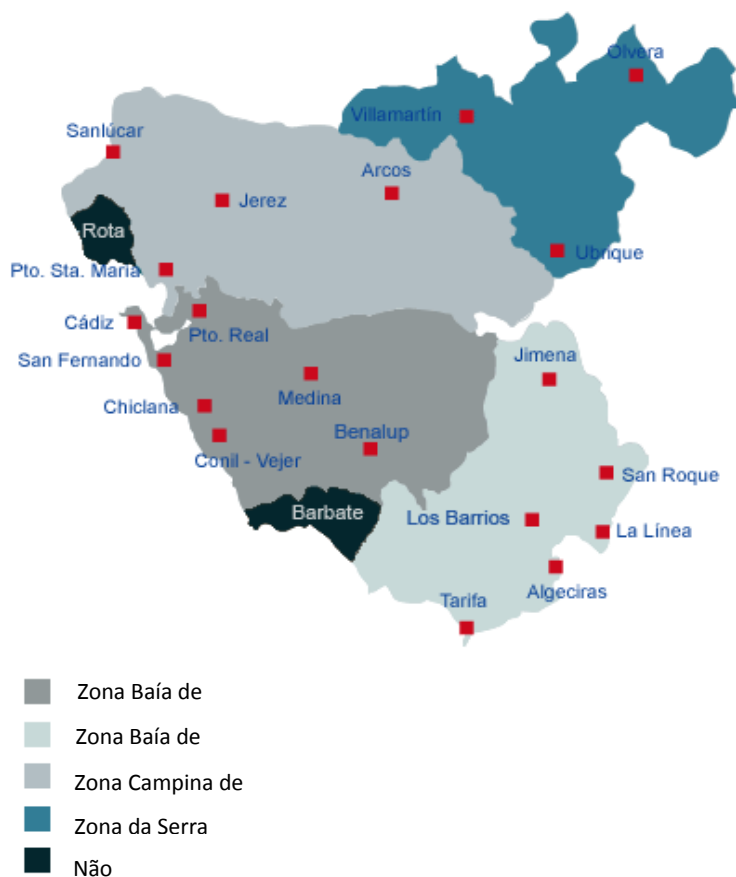 Olvera
Villamartín
Sanlúcar
Arcos
Jerez
Rota
Ubrique
Pto. Sta. María
Cádiz
Pto. Real
San Fernando
Jimena
Medina
Chiclana
Benalup
Conil - Vejer
San Roque
Barbate
Los Barrios
La Línea
Algeciras
Tarifa
Zona Baía de
Zona Baía de
Zona Campina de
Zona da Serra
Não